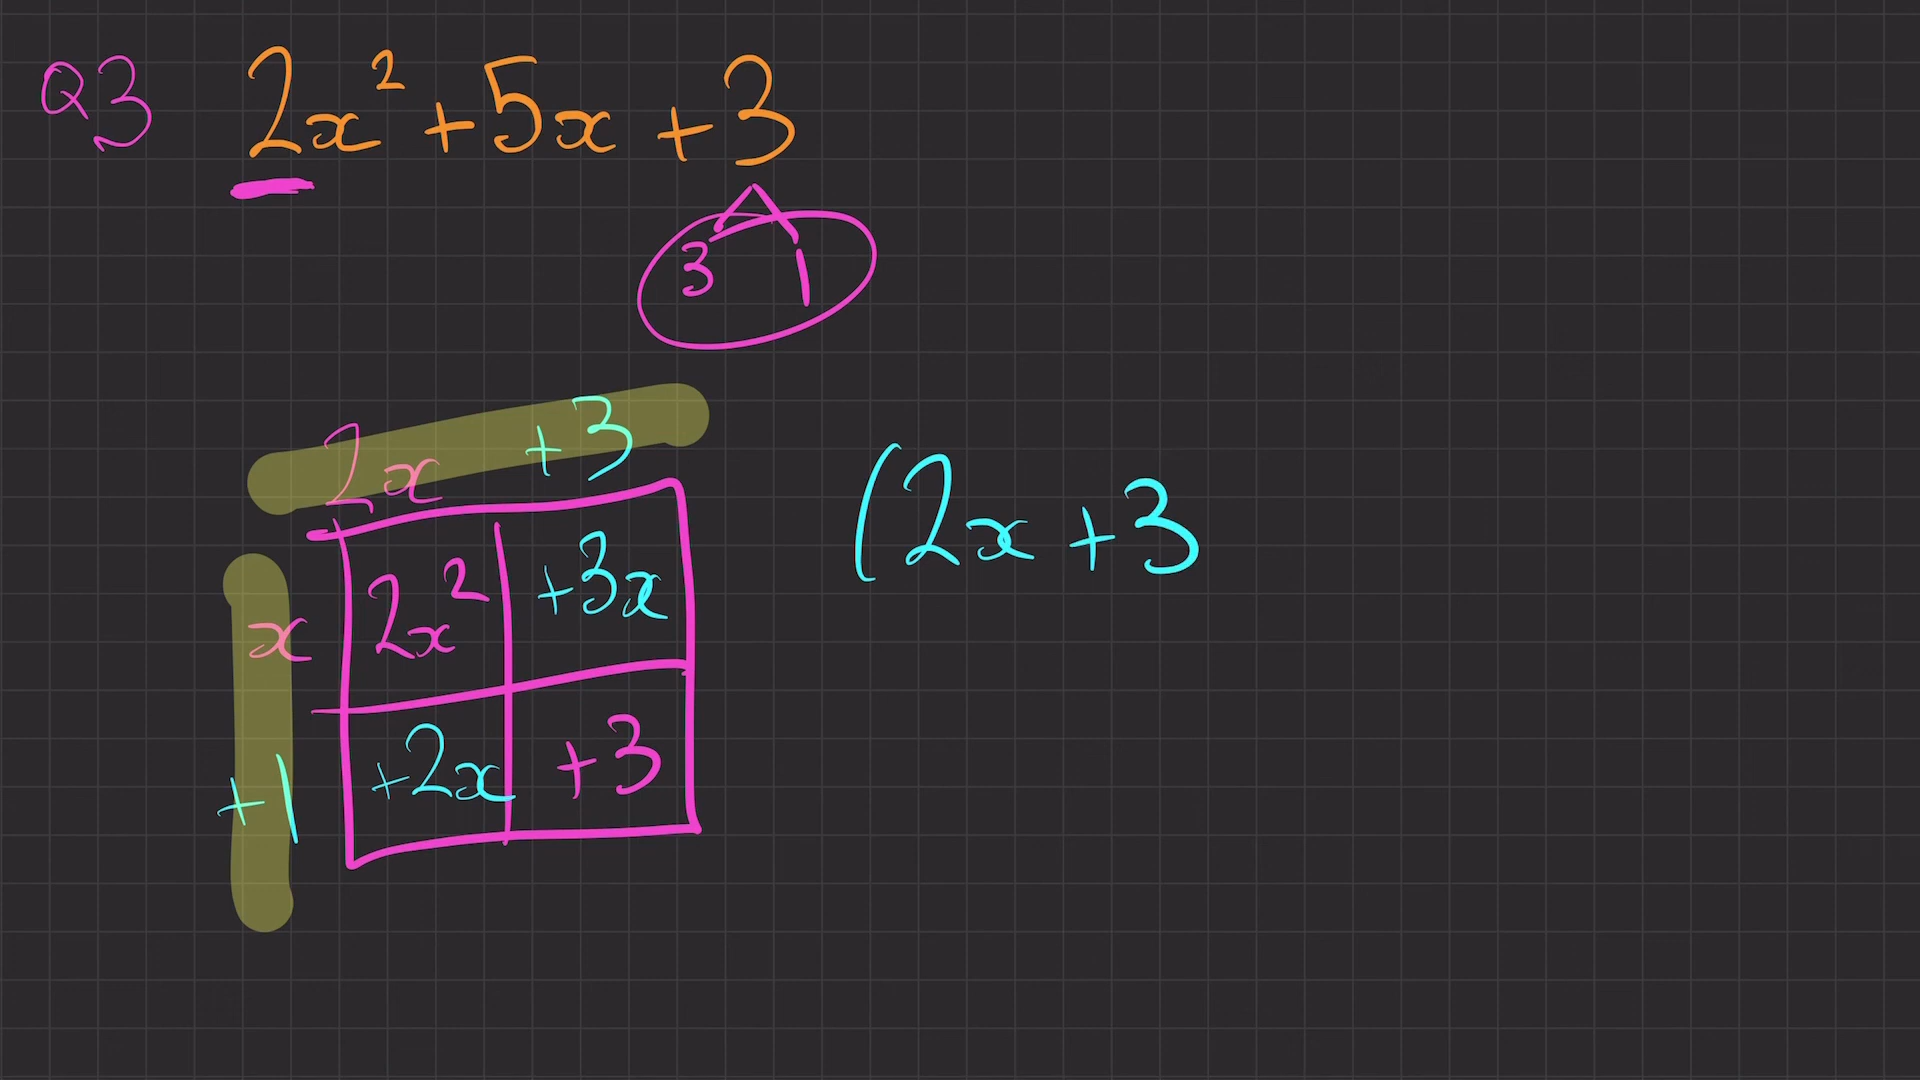 Q3 2x² + 5x + 3
3 1
2x +3
x 2x² +3x
+1 +2x +3
(2x + 3